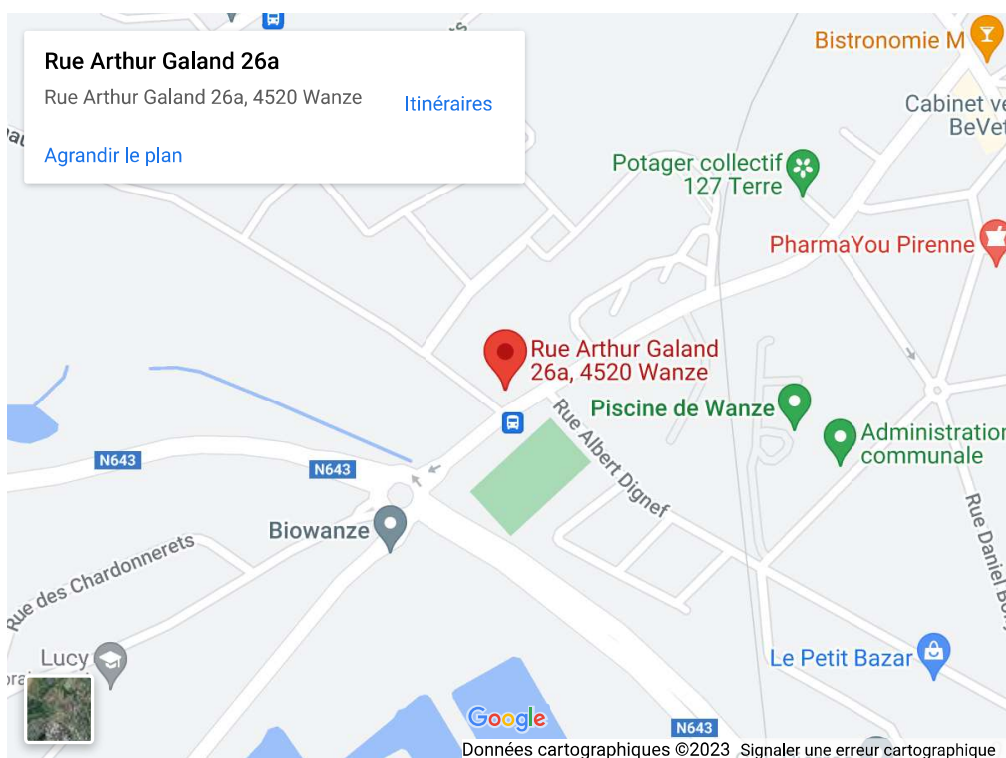 Rue Arthur Galand 26a
Rue Arthur Galand 26a, 4520 Wanze
Itinéraires
Agrandir le plan
Bistronomie M
Cabinet ve
BeVet
Potager collectif
127 Terre
PharmaYou Pirenne
Rue Arthur Galand
26a, 4520 Wanze
Piscine de Wanze
Rue Albert Dignef
Administration
communale
N643
N643
Biowanze
Rue des Chardonnerets
Rue Daniel
Lucy
Le Petit Bazar
Google
N643
Données cartographiques ©2023
Signaler une erreur cartographique